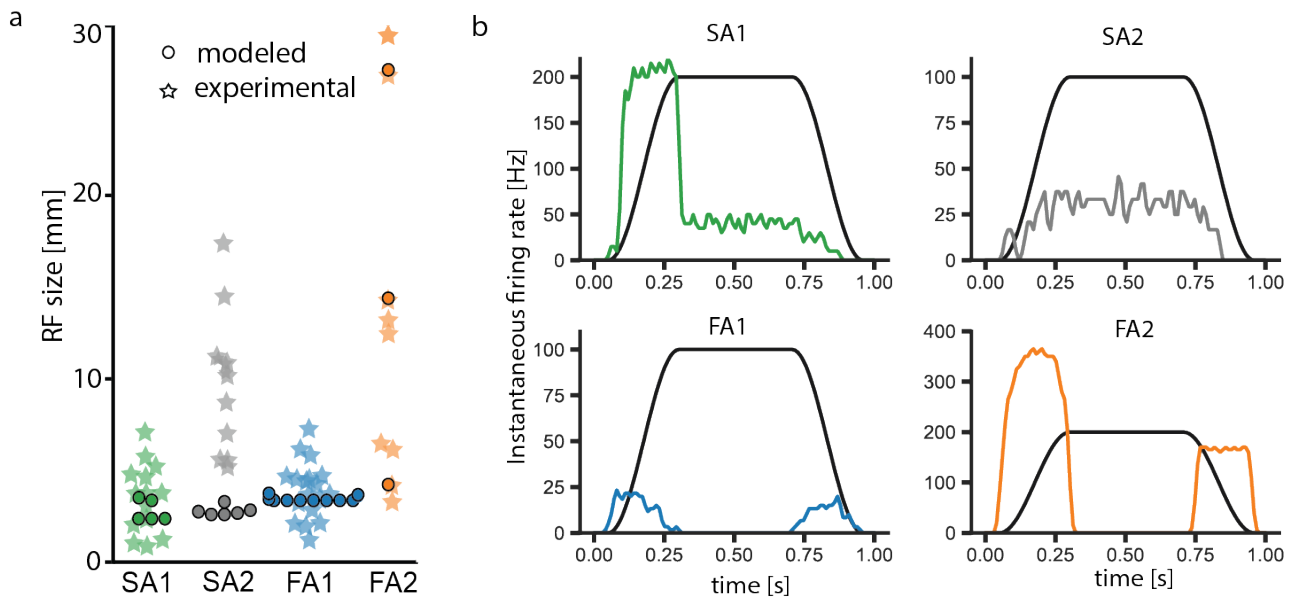 a
30
20
10
0
RF size [mm]
modeled
experimental
SA1 SA2 FA1 FA2
b
Instantaneous firing rate [Hz]
SA1
200
150
100
50
0
0.00 0.25 0.50 0.75 1.00
SA2
100
75
50
25
0
0.00 0.25 0.50 0.75 1.00
FA1
100
75
50
25
0
0.00 0.25 0.50 0.75 1.00
time [s]
FA2
400
300
200
100
0
0.00 0.25 0.50 0.75 1.00
time [s]